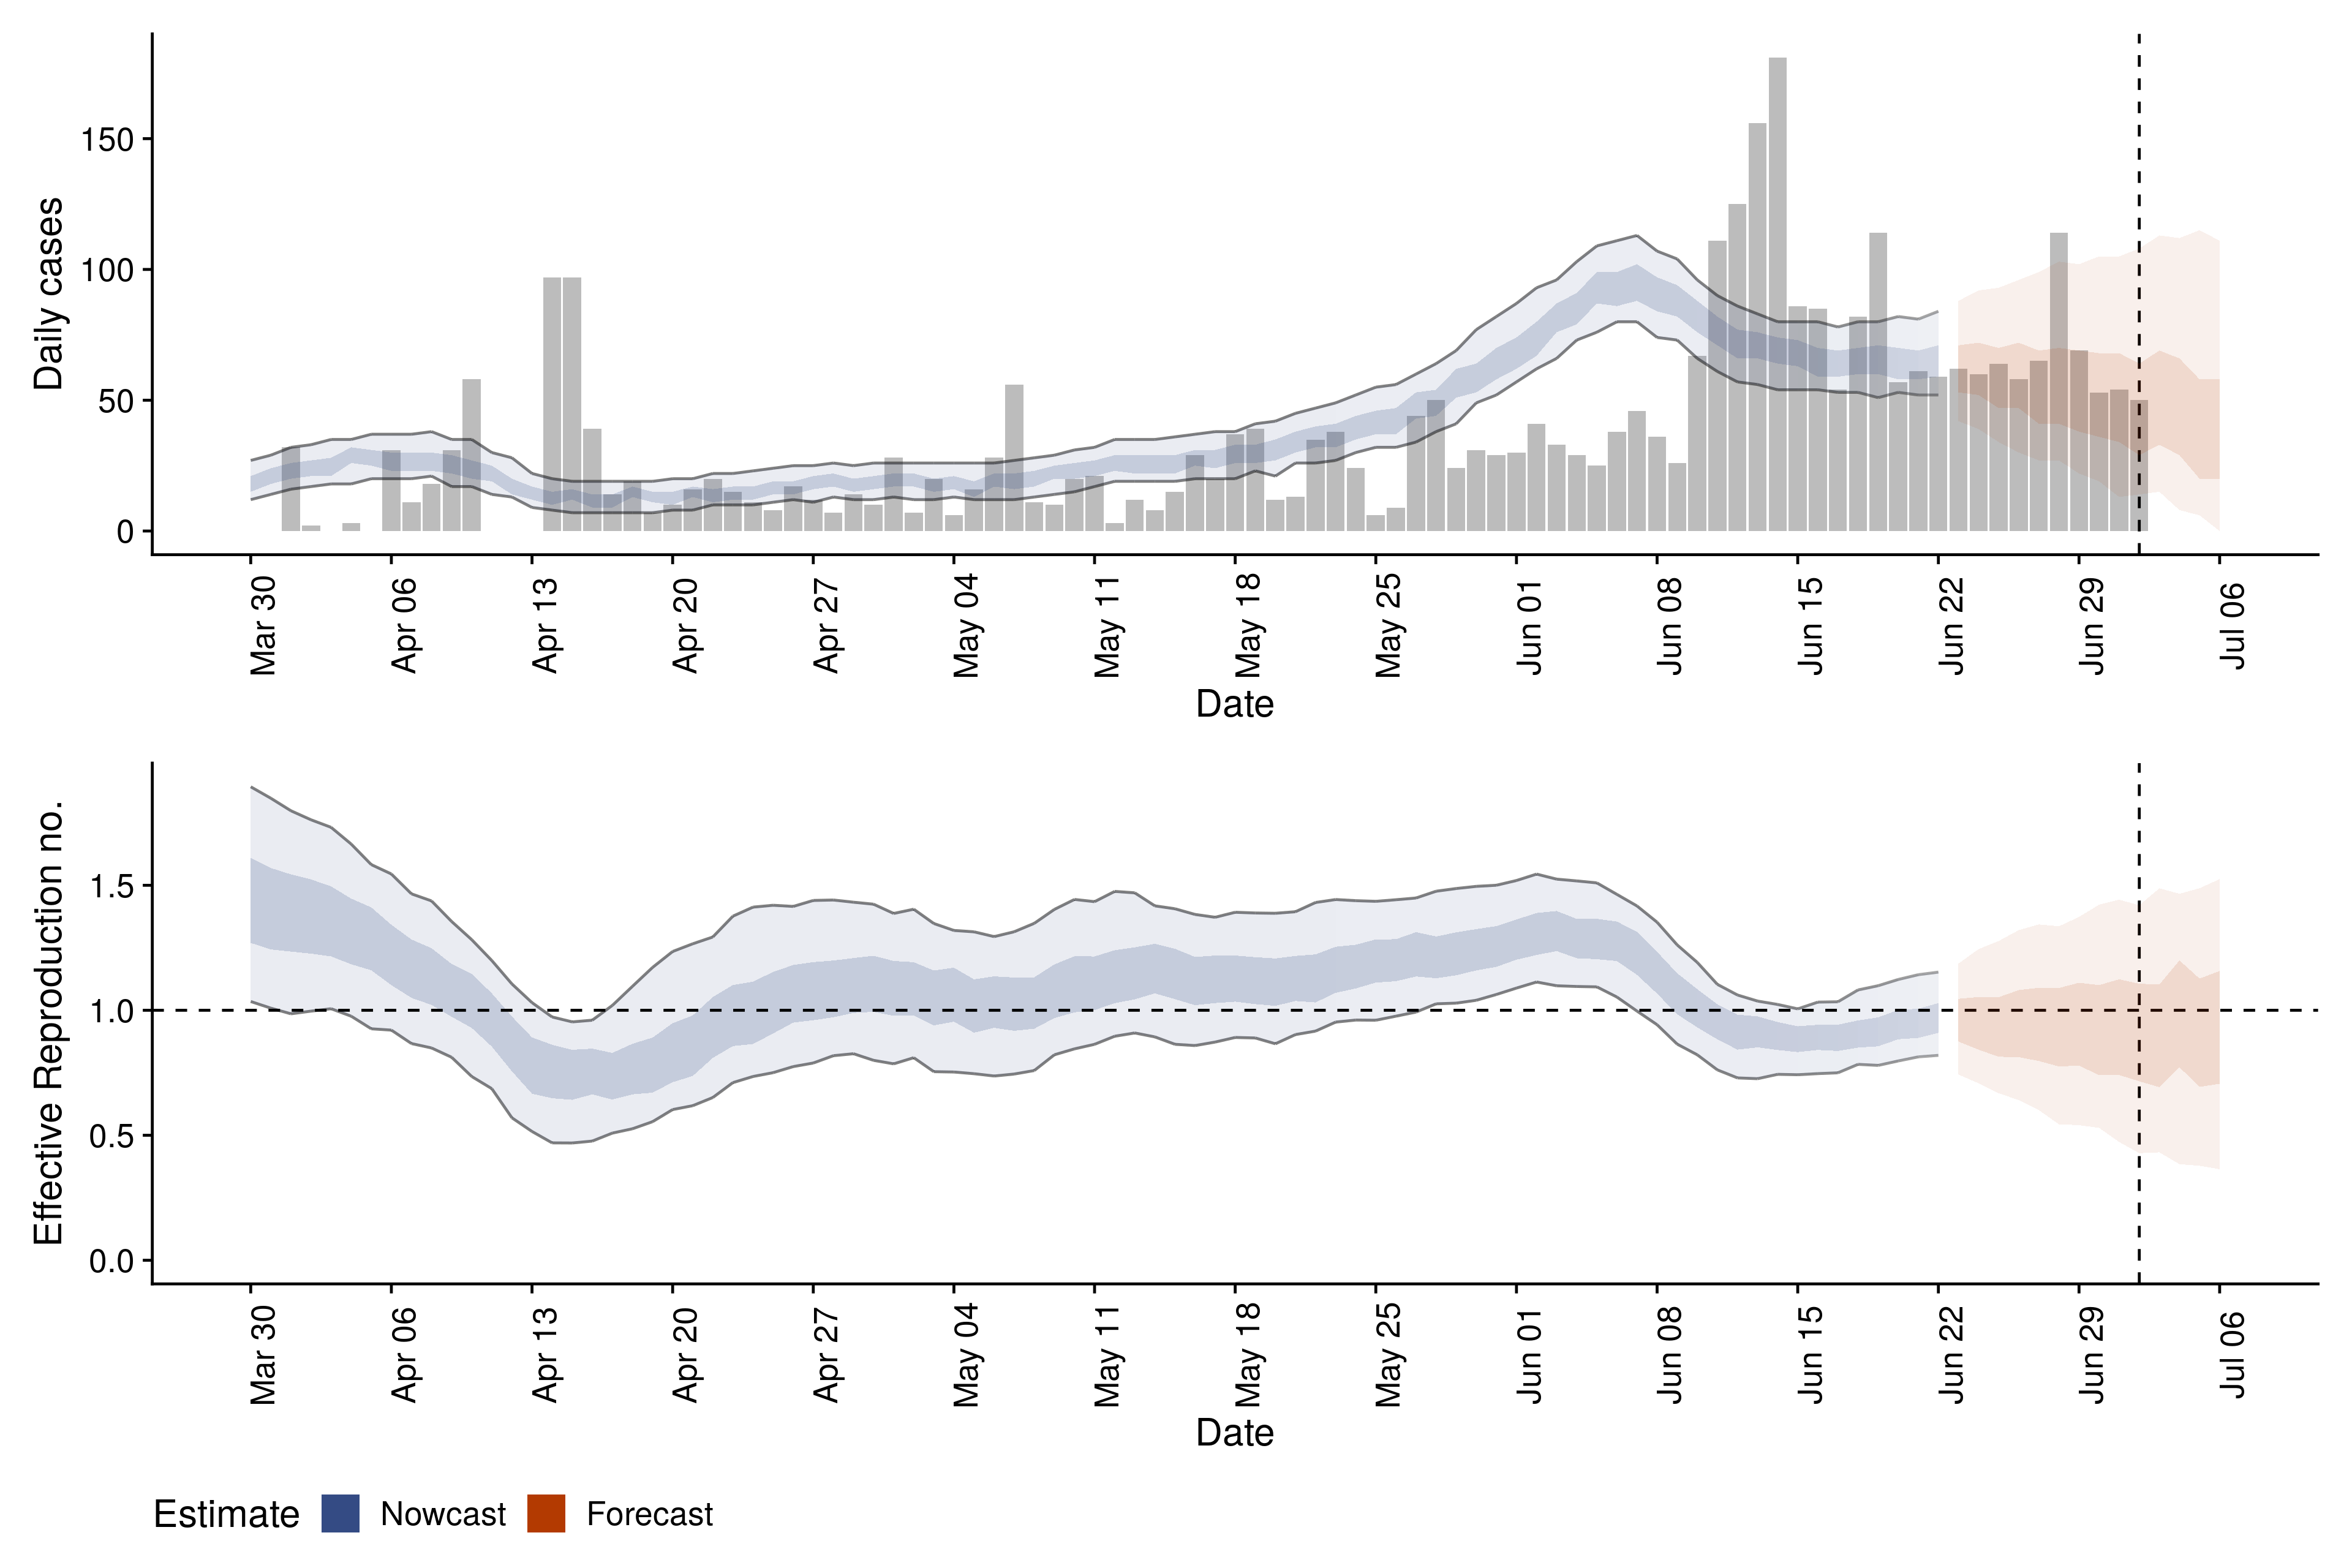 Daily cases
150
100
50
0
Mar 30
Apr 06
Apr 13
Apr 20
Apr 27
May 04
May 11
May 18
May 25
Jun 01
Jun 08
Jun 15
Jun 22
Jun 29
Jul 06
Date
Effective Reproduction no.
1.5
1.0
0.5
0.0
Mar 30
Apr 06
Apr 13
Apr 20
Apr 27
May 04
May 11
May 18
May 25
Jun 01
Jun 08
Jun 15
Jun 22
Jun 29
Jul 06
Date
Estimate Nowcast Forecast